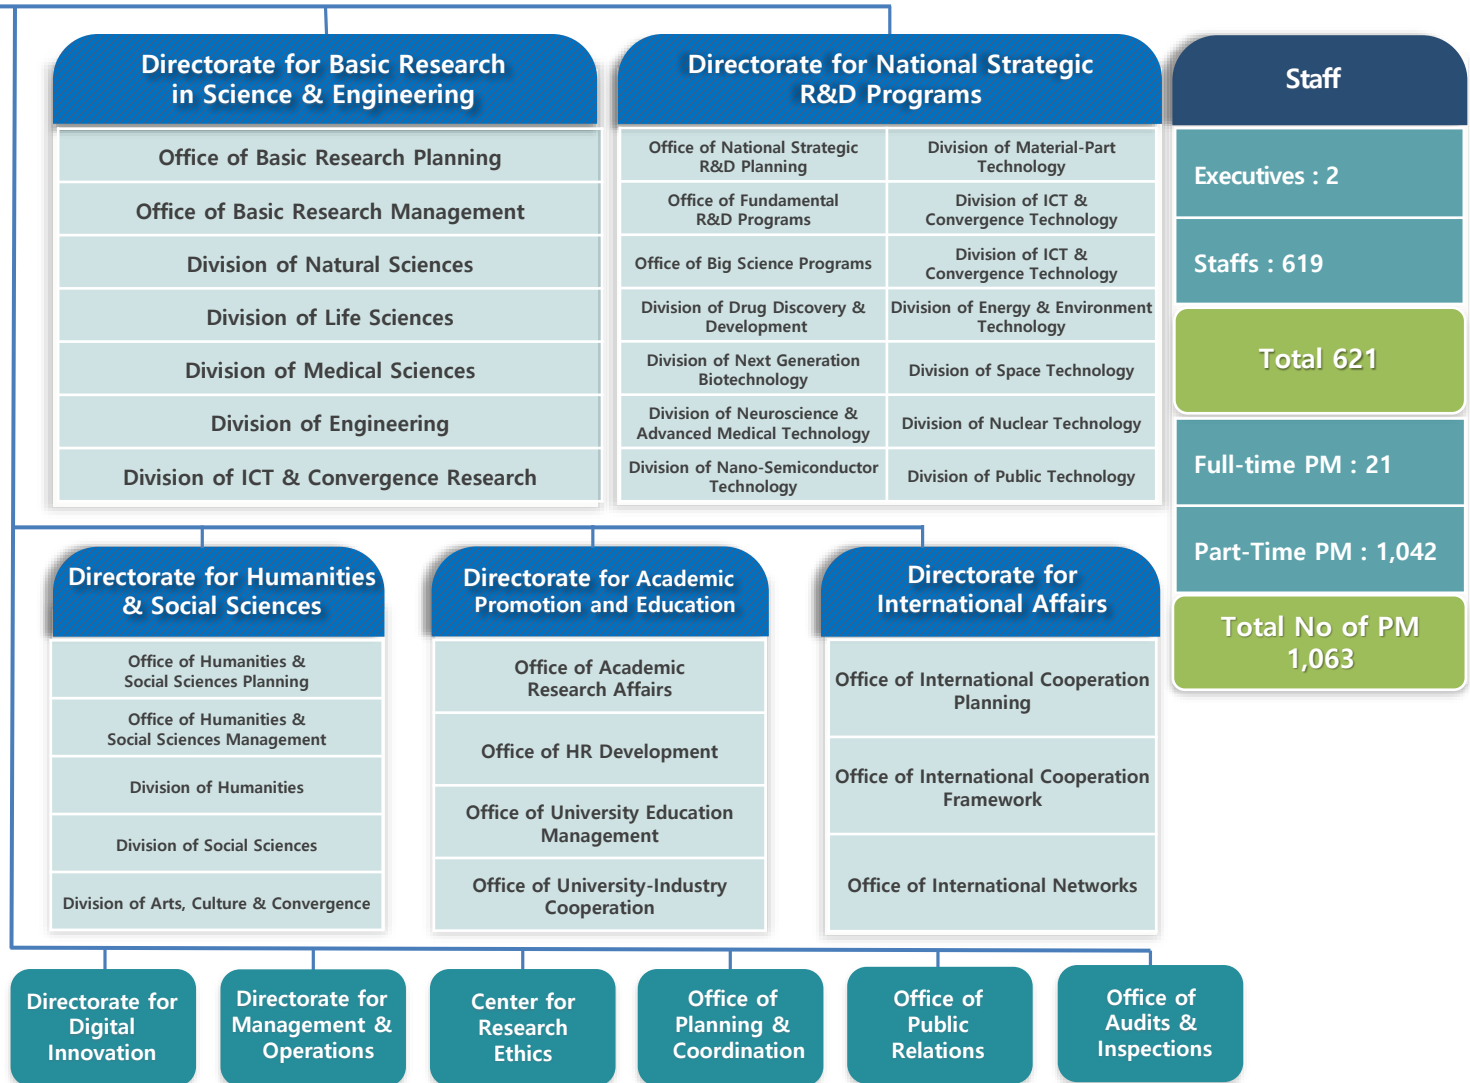 Directorate for Basic Research
in Science & Engineering
Office of Basic Research Planning
Office of Basic Research Management
Division of Natural Sciences
Division of Life Sciences
Division of Medical Sciences
Division of Engineering
Division of ICT & Convergence Research
Directorate for National Strategic
R&D Programs
Office of National Strategic
R&D Planning
Division of Material-Part
Technology
Office of Fundamental
R&D Programs
Division of ICT &
Convergence Technology
Office of Big Science Programs
Division of ICT &
Convergence Technology
Division of Drug Discovery &
Development
Division of Energy & Environment
Technology
Division of Next Generation
Biotechnology
Division of Space Technology
Division of Neuroscience &
Advanced Medical Technology
Division of Nuclear Technology
Division of Nano-Semiconductor
Technology
Division of Public Technology
Staff
Executives : 2
Staffs : 619
Total 621
Full-time PM : 21
Part-Time PM : 1,042
Total No of PM
1,063
Directorate for Humanities
& Social Sciences
Office of Humanities &
Social Sciences Planning
Office of Humanities &
Social Sciences Management
Division of Humanities
Division of Social Sciences
Division of Arts, Culture & Convergence
Directorate for Academic
Promotion and Education
Office of Academic
Research Affairs
Office of HR Development
Office of University Education
Management
Office of University-Industry
Cooperation
Directorate for
International Affairs
Office of International Cooperation
Planning
Office of International Cooperation
Framework
Office of International Networks
Directorate for
Digital
Innovation
Directorate for
Management &
Operations
Center for
Research
Ethics
Office of
Planning &
Coordination
Office of
Public
Relations
Office of
Audits &
Inspections